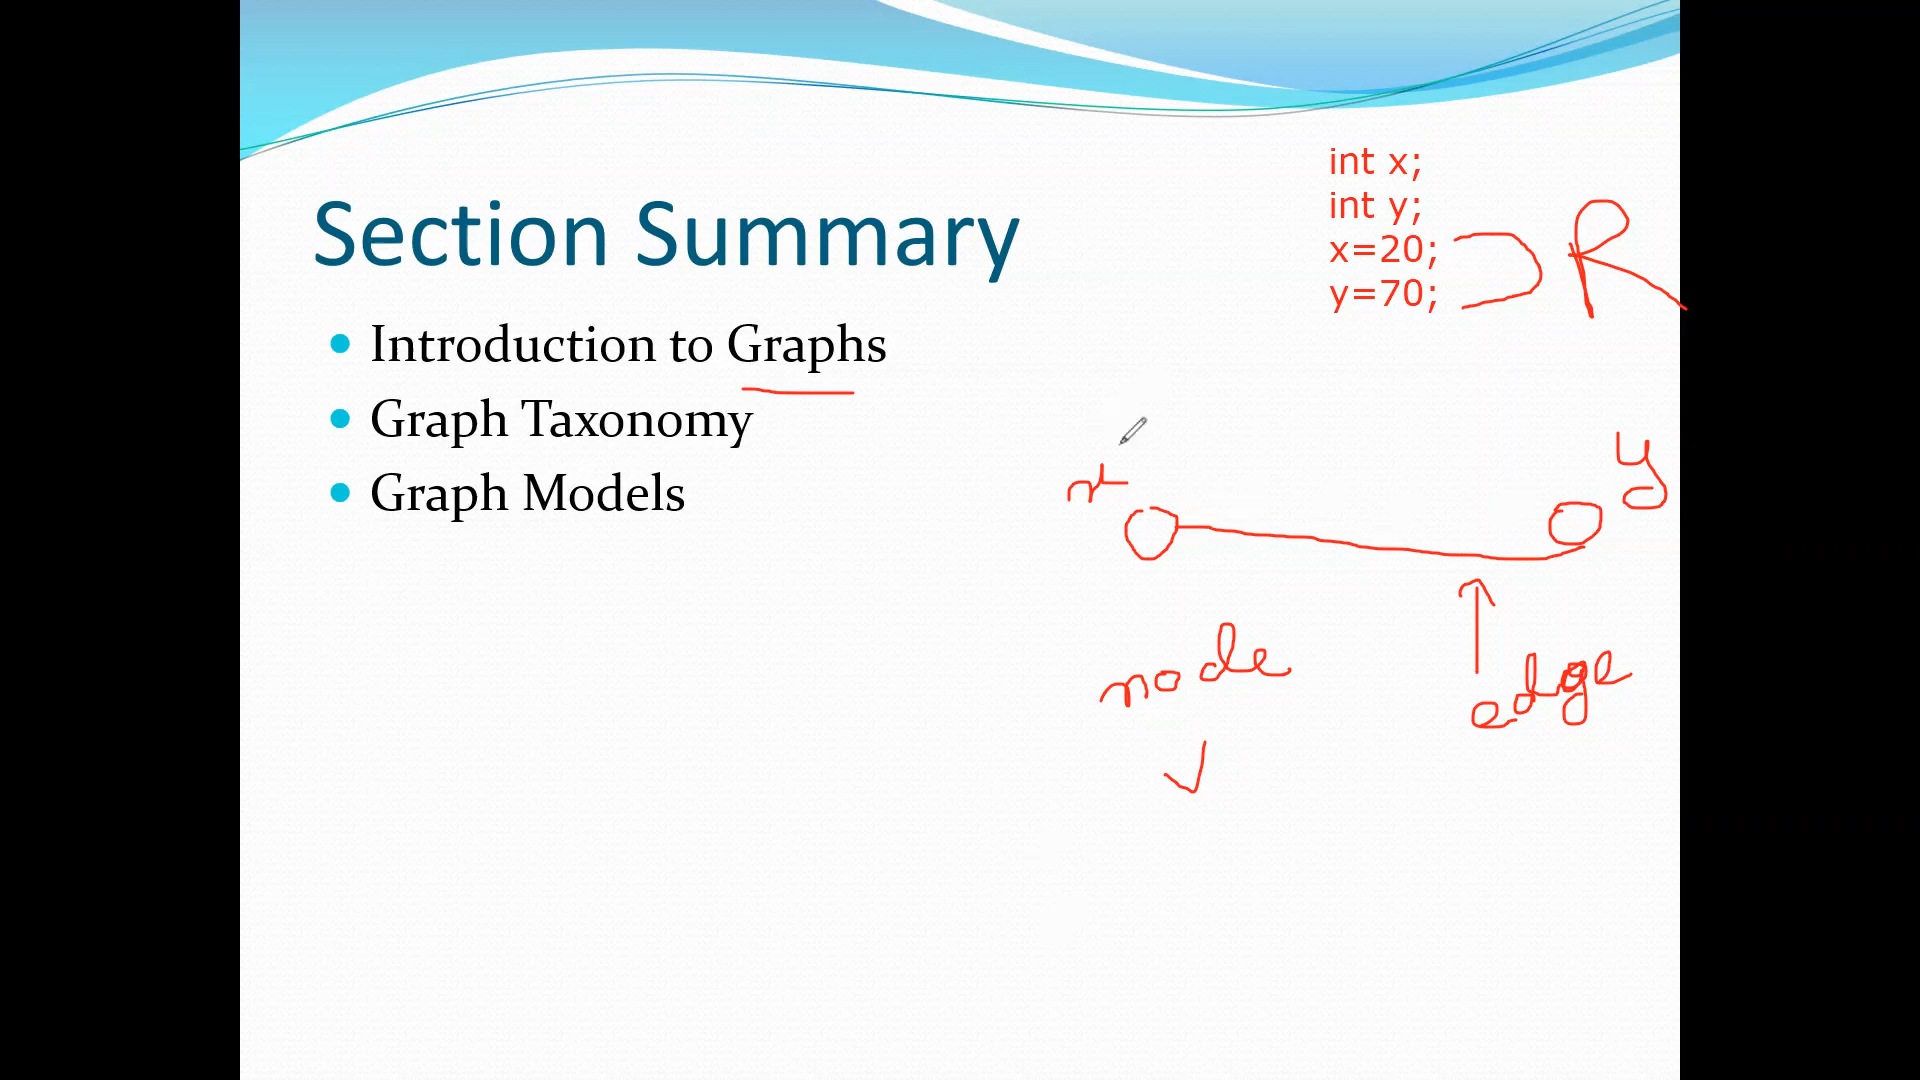 Section Summary
Introduction to Graphs
Graph Taxonomy
Graph Models
int x;
int y;
x=20;
y=70;
R
x
y
node
edge